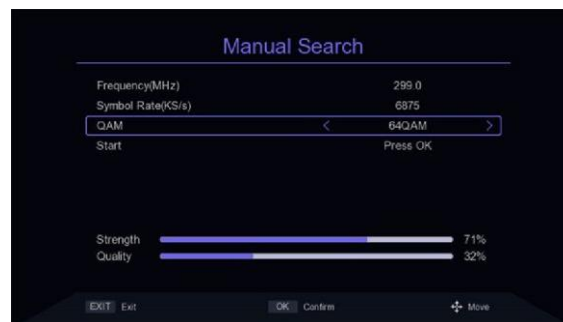 Manual Search
Frequency(MHz) 299.0
Symbol Rate(KS/s) 6875
QAM < 64QAM >
Start Press OK
Strength 71%
Quality 32%
EXIT Exit OK Confirm Move